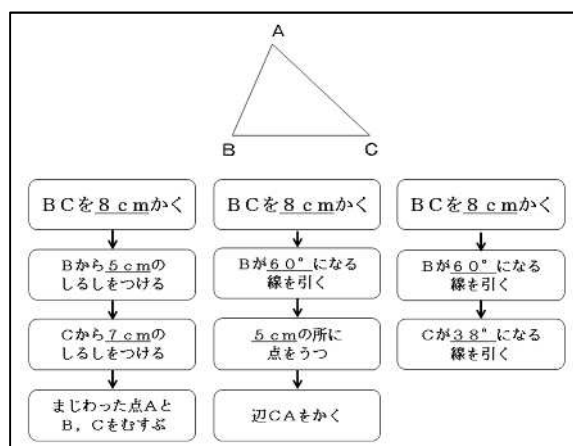 A
B
C
BCを8cmかく
Bから5cmの
しるしをつける
Cから7cmの
しるしをつける
まじわった点Aと
B,Cをむすぶ
BCを8cmかく
Bが60°になる
線を引く
5cmの所に
点をうつ
辺CAをかく
BCを8cmかく
Bが60°になる
線を引く
Cが38°になる
線を引く